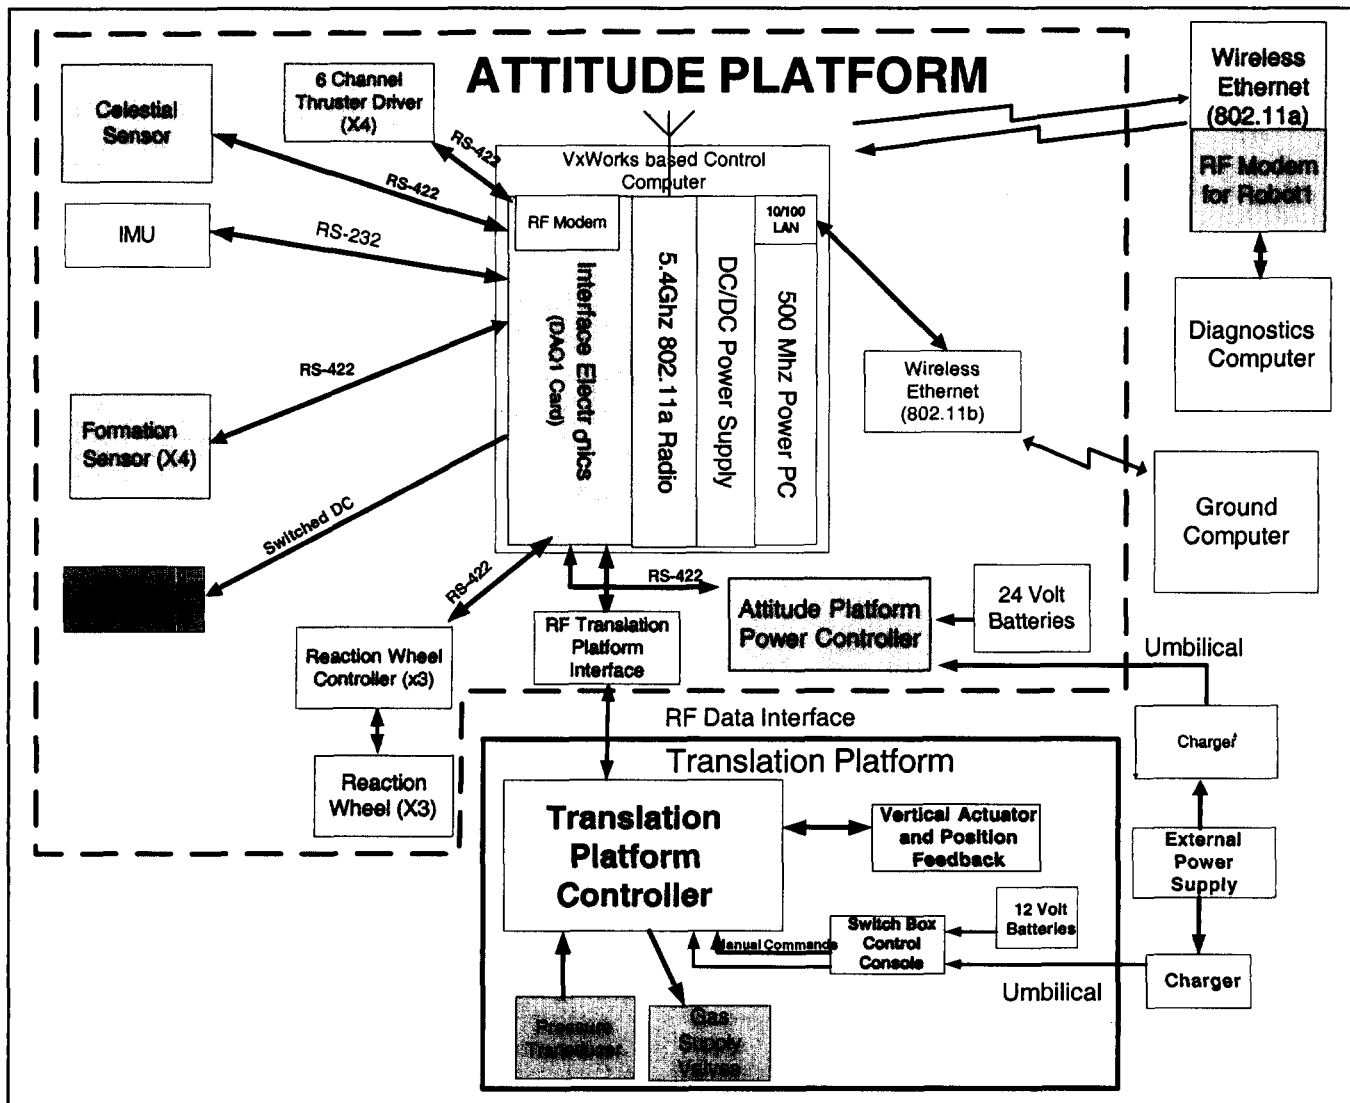 ATTITUDE PLATFORM
Celestial
Sensor
6 Channel
Thruster Driver
(X4)
RS-422
RS-422
IMU
RS-232
VxWorks based Control
Computer
RF Modem
Interface Electronics
(DAQ1 Card)
5.4Ghz 802.11a Radio
DC/DC Power Supply
10/100
LAN
500 Mhz Power PC
Wireless
Ethernet
(802.11a)
RF Modem
for Robot1
Diagnostics
Computer
Wireless
Ethernet
(802.11b)
Ground
Computer
RS-422
Formation
Sensor (X4)
Switched DC
RS-422
RS-422
Reaction Wheel
Controller (x3)
Reaction
Wheel (X3)
RF Translation
Platform
Interface
Attitude Platform
Power Controller
24 Volt
Batteries
Umbilical
RF Data Interface
Charger
External
Power
Supply
Charger
Umbilical
Translation Platform
Translation
Platform
Controller
Vertical Actuator
and Position
Feedback
Manual Commands
Switch Box
Control
Console
12 Volt
Batteries
Pressure
Transducer
Gas
Supply
Valves